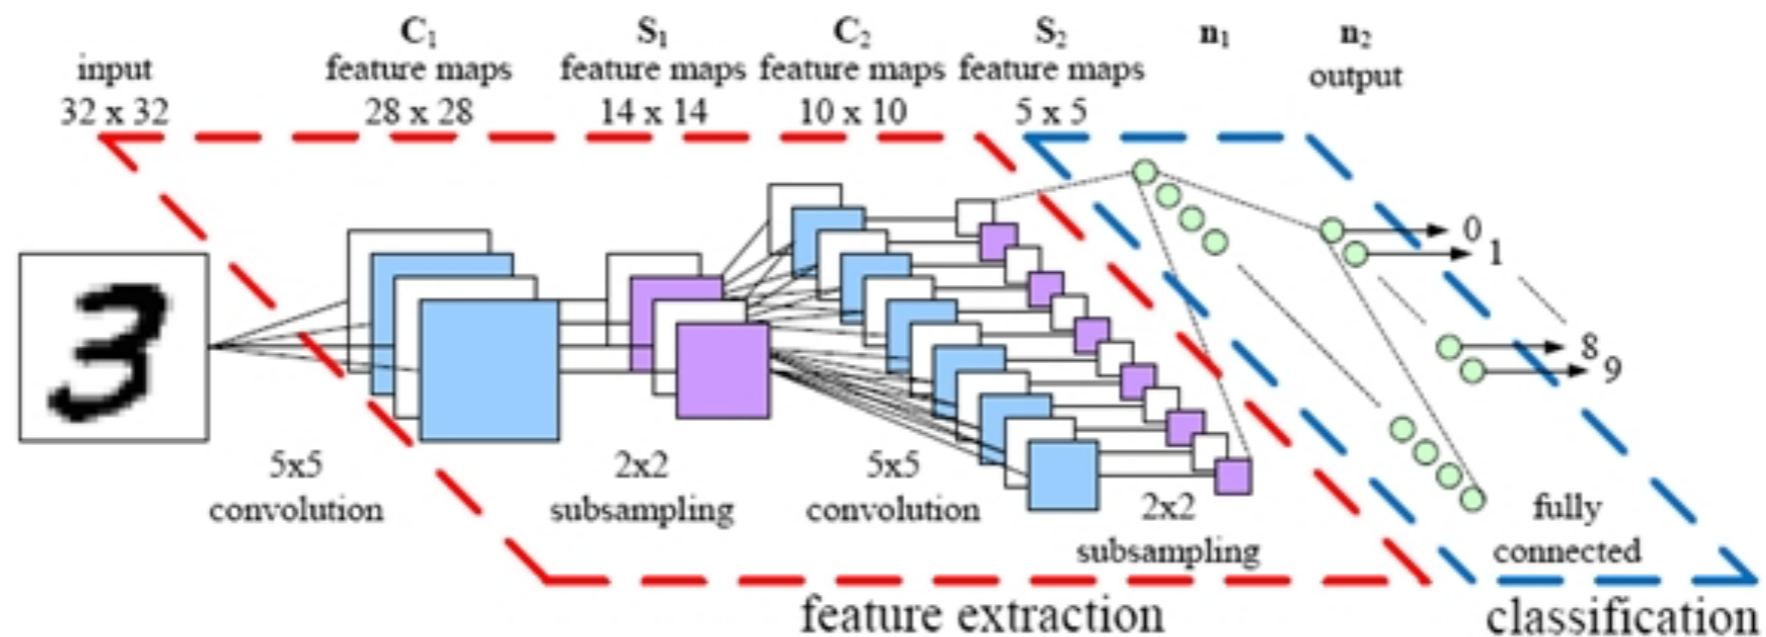 C₁
S₁
C₂
S₂
n₁
n₂
input
feature maps
feature maps
feature maps
feature maps
output
32 x 32
28 x 28
14 x 14
10 x 10
5 x 5
3
0
1
8
9
5x5
convolution
2x2
subsampling
5x5
convolution
2x2
subsampling
fully
connected
feature extraction
classification